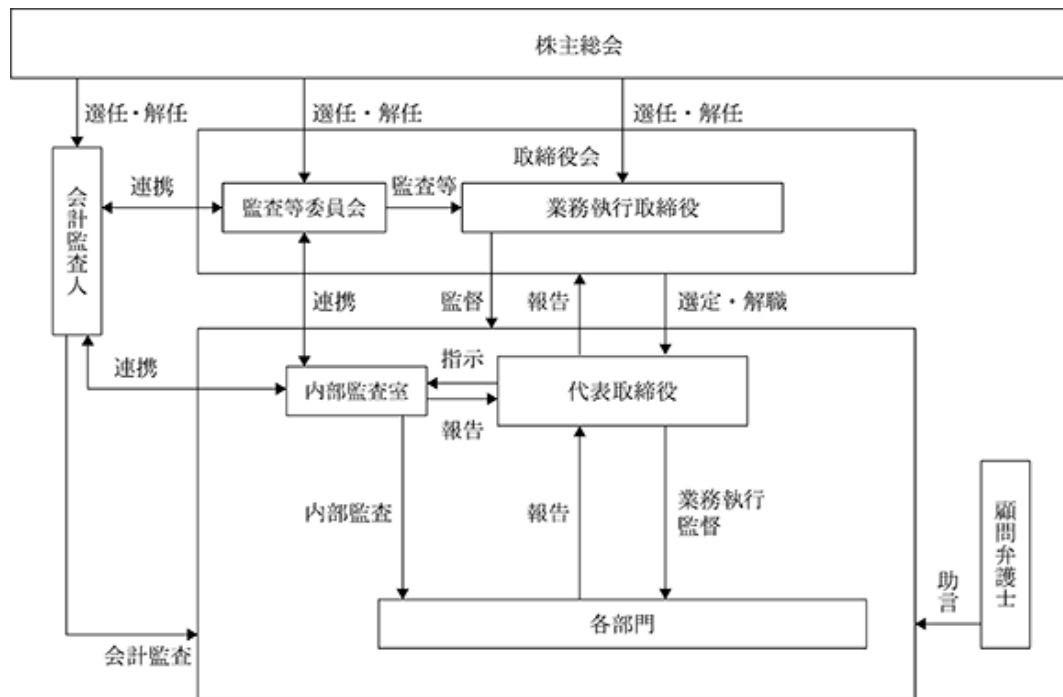 株主総会
選任・解任
選任・解任
選任・解任
取締役会
会計監査人
連携
監査等委員会
監査等
業務執行取締役
連携
監督
報告
選定・解職
連携
内部監査室
指示
報告
代表取締役
内部監査
報告
業務執行
監督
各部門
会計監査
助言
顧問弁護士